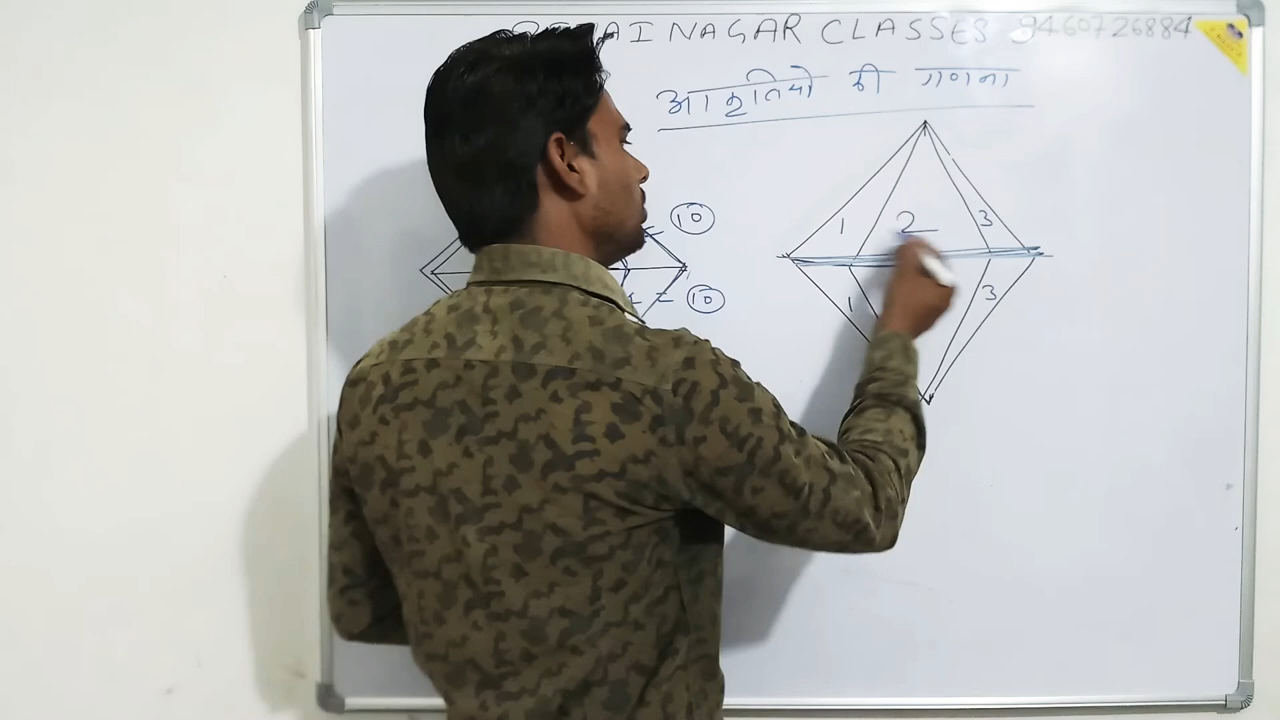 NAGAR CLASSES 9460726884
आकृतियो की गणना
= 10
= 10
1 2 3
1 3